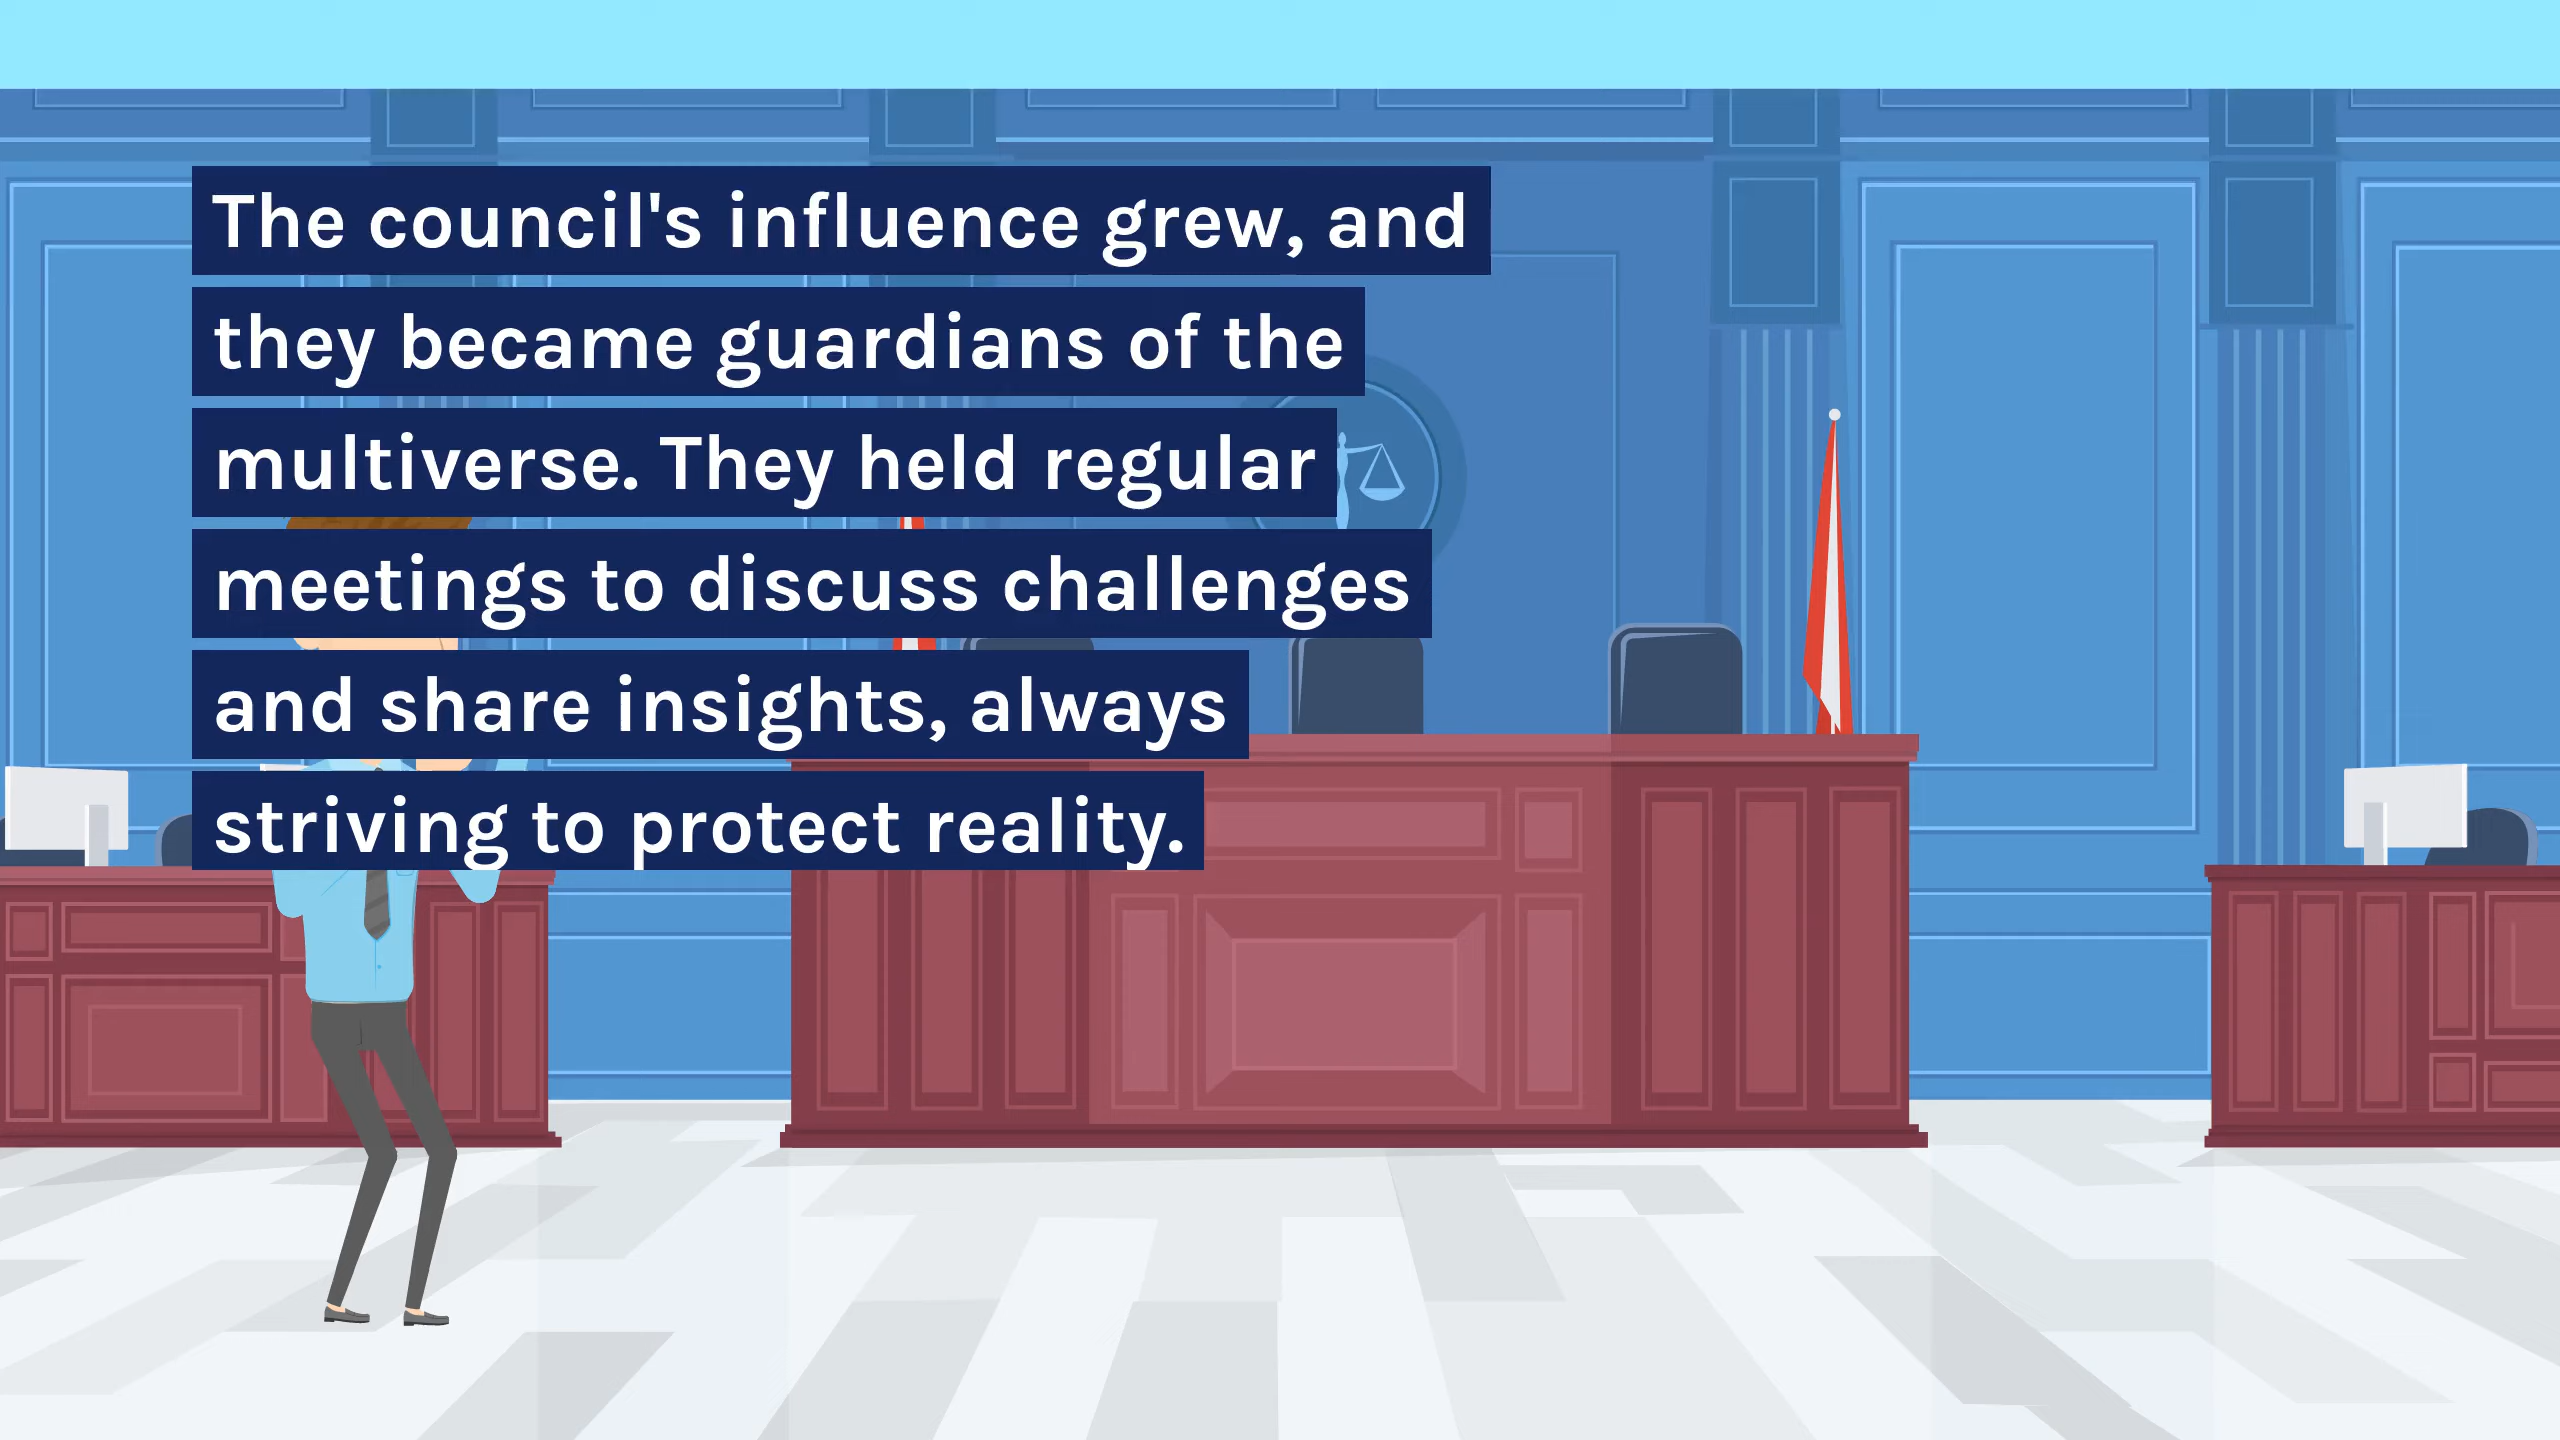 The council's influence grew, and
they became guardians of the
multiverse. They held regular
meetings to discuss challenges
and share insights, always
striving to protect reality.